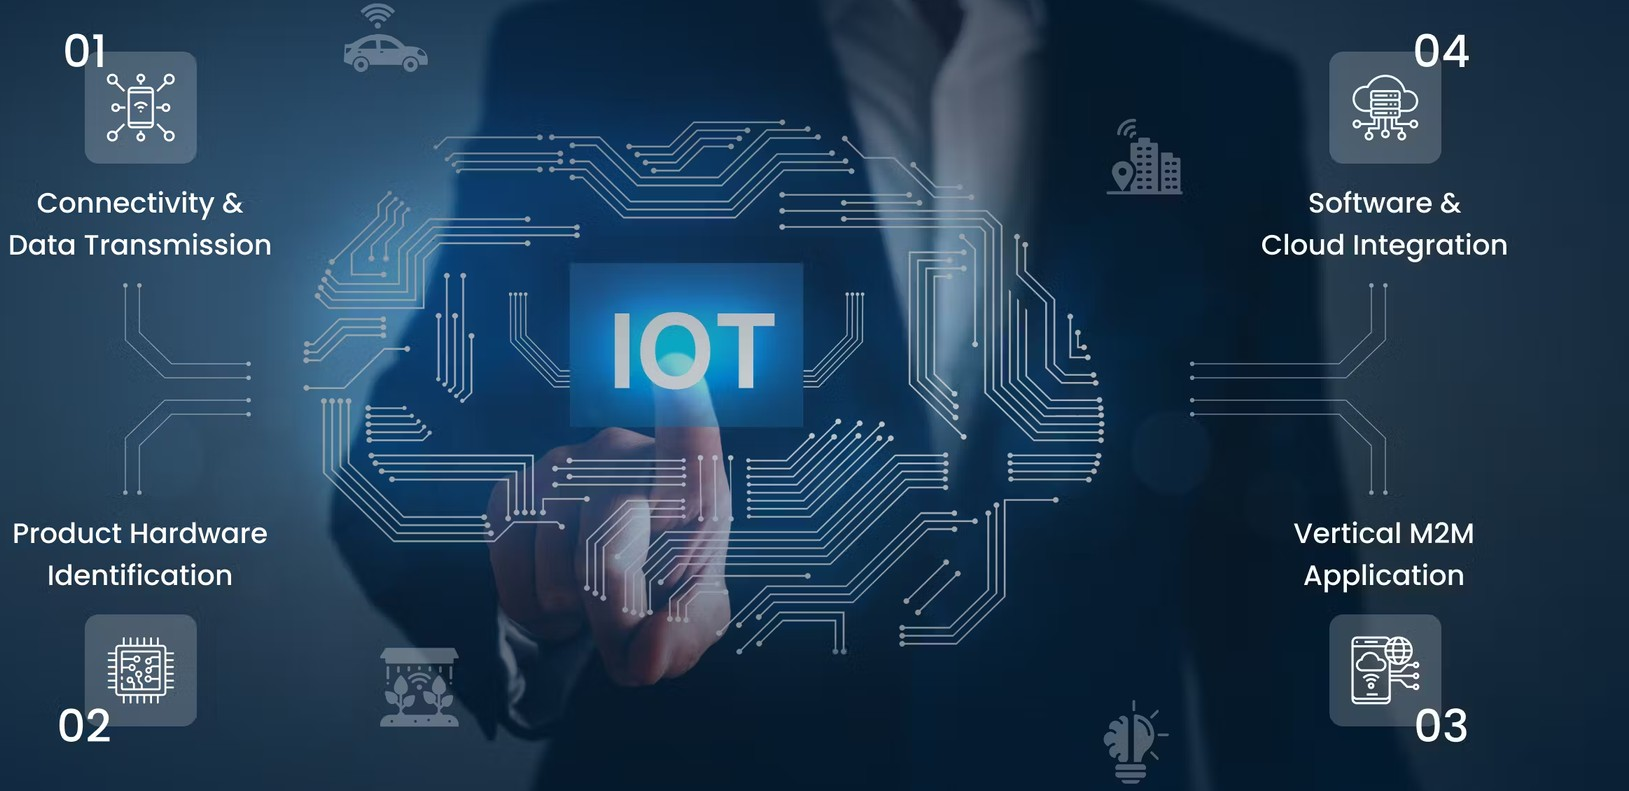 01
Connectivity &
Data Transmission
02
Product Hardware
Identification
IOT
04
Software &
Cloud Integration
03
Vertical M2M
Application